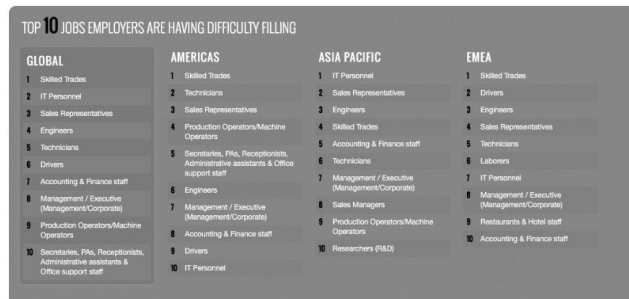 TOP 10 JOBS EMPLOYERS ARE HAVING DIFFICULTY FILLING
GLOBAL
1 Skilled Trades
2 IT Personnel
3 Sales Representatives
4 Engineers
5 Technicians
6 Drivers
7 Accounting & Finance staff
8 Management / Executive
(Management/Corporate)
9 Production Operators/Machine
Operators
10 Secretaries, PAs, Receptionists,
Administrative assistants &
Office support staff
AMERICAS
1 Skilled Trades
2 Technicians
3 Sales Representatives
4 Production Operators/Machine
Operators
5 Secretaries, PAs, Receptionists,
Administrative assistants & Office
support staff
6 Engineers
7 Management / Executive
(Management/Corporate)
8 Accounting & Finance staff
9 Drivers
10 IT Personnel
ASIA PACIFIC
1 IT Personnel
2 Sales Representatives
3 Engineers
4 Skilled Trades
5 Accounting & Finance staff
6 Technicians
7 Management / Executive
(Management/Corporate)
8 Sales Managers
9 Production Operators/Machine
Operators
10 Researchers (R&D)
EMEA
1 Skilled Trades
2 Drivers
3 Engineers
4 Sales Representatives
5 Technicians
6 Laborers
7 IT Personnel
8 Management / Executive
(Management/Corporate)
9 Restaurants & Hotel staff
10 Accounting & Finance staff